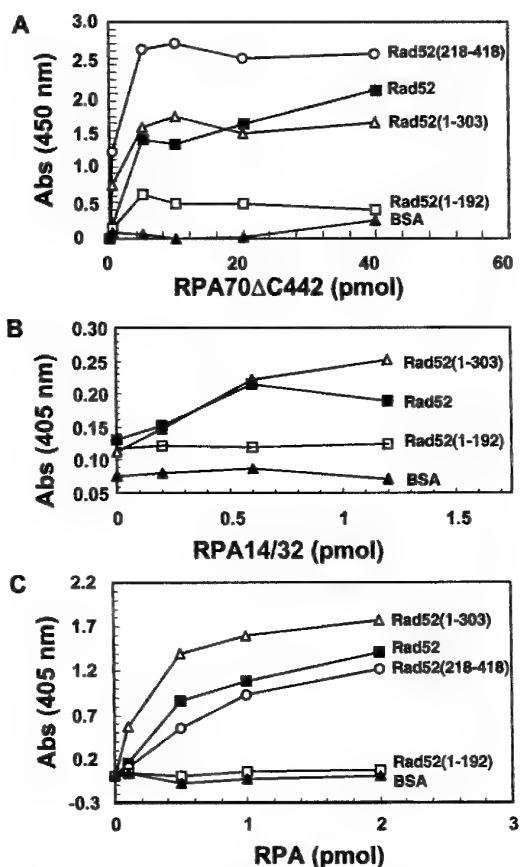 A
Abs (450 nm)
3.0
2.5
2.0
1.5
1.0
0.5
0
Rad52(218-418)
Rad52
Rad52(1-303)
Rad52(1-192)
BSA
0
20
40
60
RPA70ΔC442 (pmol)
B
Abs (405 nm)
0.30
0.25
0.20
0.15
0.10
0.05
Rad52(1-303)
Rad52
Rad52(1-192)
BSA
0.0
0.5
1.0
1.5
RPA14/32 (pmol)
C
Abs (405 nm)
2.2
1.7
1.2
0.7
0.2
-0.3
Rad52(1-303)
Rad52
Rad52(218-418)
Rad52(1-192)
BSA
0
1
2
3
RPA (pmol)